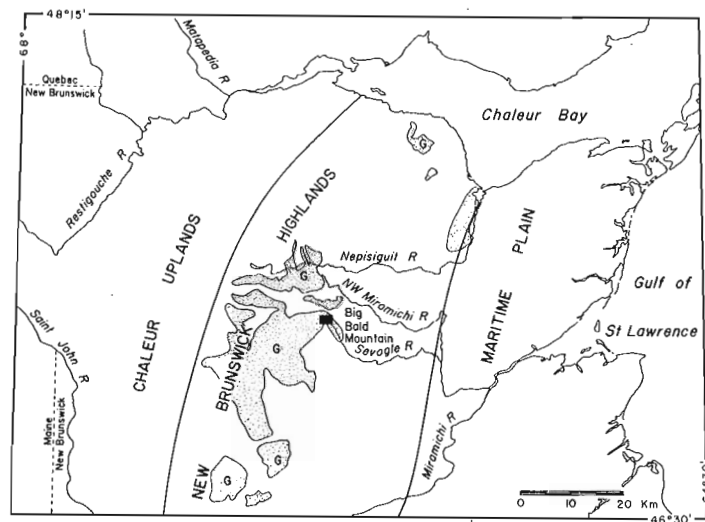 48°15'
68°
Matapedia R
Quebec
New Brunswick
Chaleur Bay
G
Restigouche R
HIGHLANDS
UPLANDS
PLAIN
Nepisiguit R
G
NW Miromichi R
Gulf of
St Lawrence
Big
Bald
Mountain
Sevogle R
MARITIME
Saint John R
CHALEUR
BRUNSWICK
G
Maine
New Brunswick
Miramichi R
G
G
NEW
0 10 20 Km
46°30'